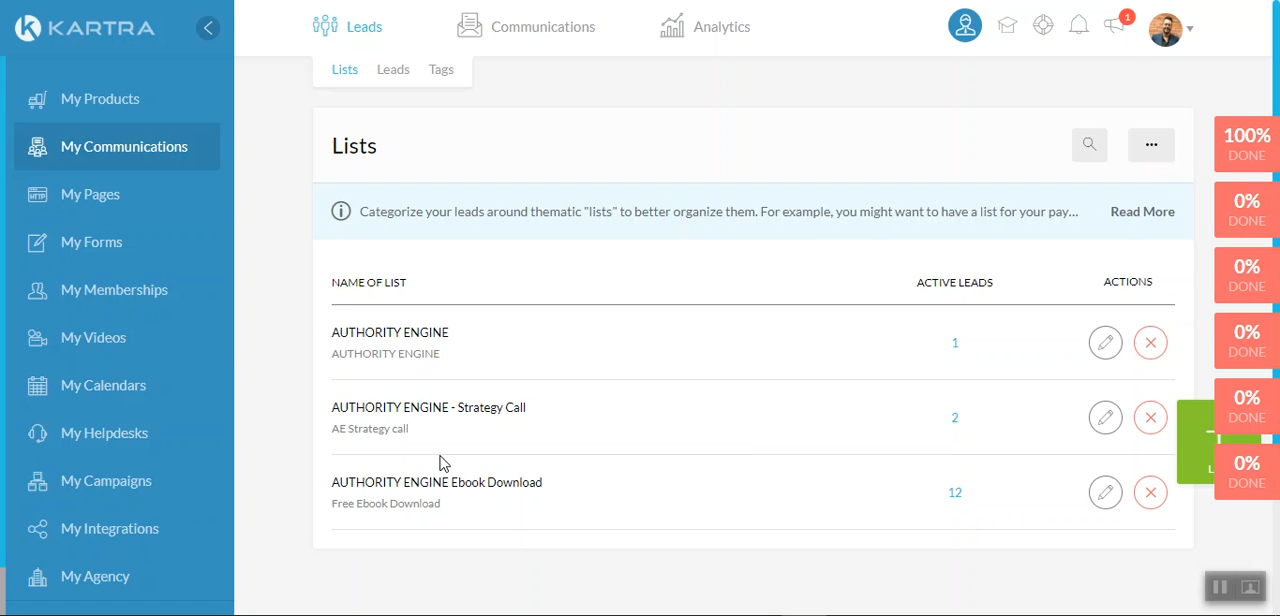 KARTRA
Leads
Communications
Analytics
1
Lists
Leads
Tags
My Products
My Communications
My Pages
My Forms
My Memberships
My Videos
My Calendars
My Helpdesks
My Campaigns
My Integrations
My Agency
Lists
Categorize your leads around thematic "lists" to better organize them. For example, you might want to have a list for your pay...
Read More
NAME OF LIST
ACTIVE LEADS
ACTIONS
AUTHORITY ENGINE
AUTHORITY ENGINE
1
AUTHORITY ENGINE - Strategy Call
AE Strategy call
2
AUTHORITY ENGINE Ebook Download
Free Ebook Download
12
100%
DONE
0%
DONE
0%
DONE
0%
DONE
0%
DONE
0%
DONE